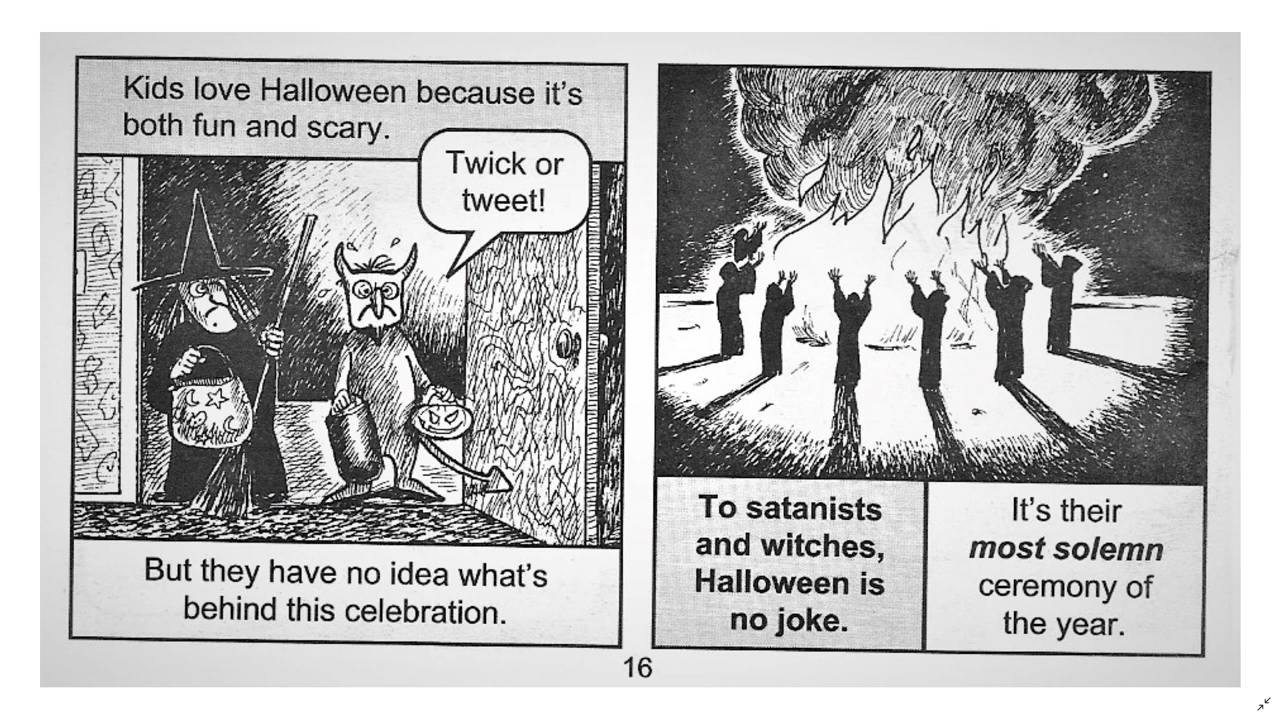 Kids love Halloween because it's
both fun and scary.
Twick or
tweet!
But they have no idea what's
behind this celebration.
To satanists
and witches,
Halloween is
no joke.
It's their
most solemn
ceremony of
the year.
16